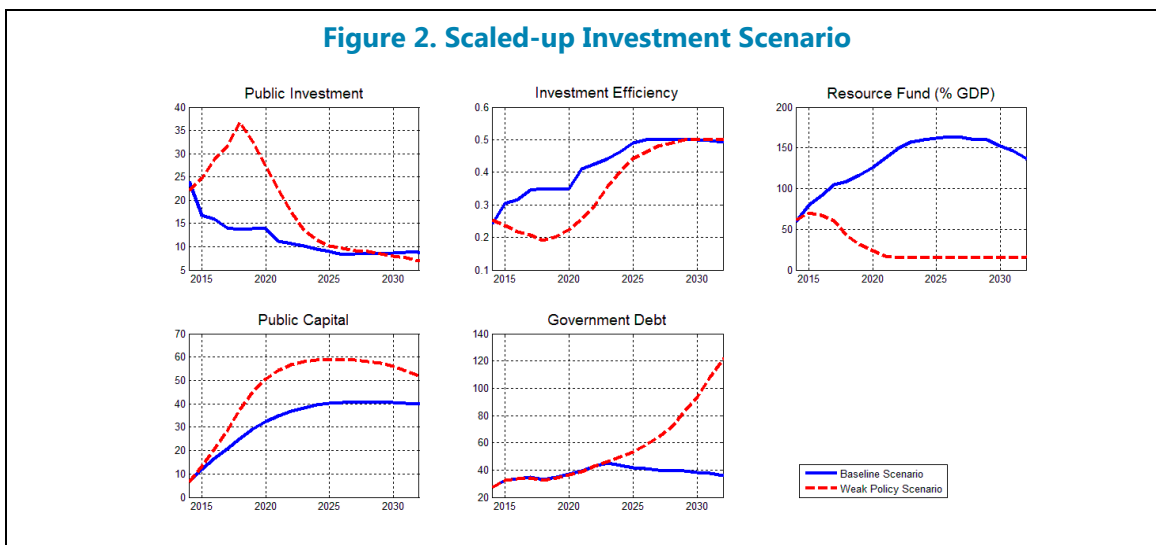 Figure 2. Scaled-up Investment Scenario
Public Investment
40
35
30
25
20
15
10
5
2015 2020 2025 2030
Investment Efficiency
0.6
0.5
0.4
0.3
0.2
0.1
2015 2020 2025 2030
Resource Fund (% GDP)
200
150
100
50
0
2015 2020 2025 2030
Public Capital
70
60
50
40
30
20
10
0
2015 2020 2025 2030
Government Debt
140
120
100
80
60
40
20
2015 2020 2025 2030
Baseline Scenario
Weak Policy Scenario